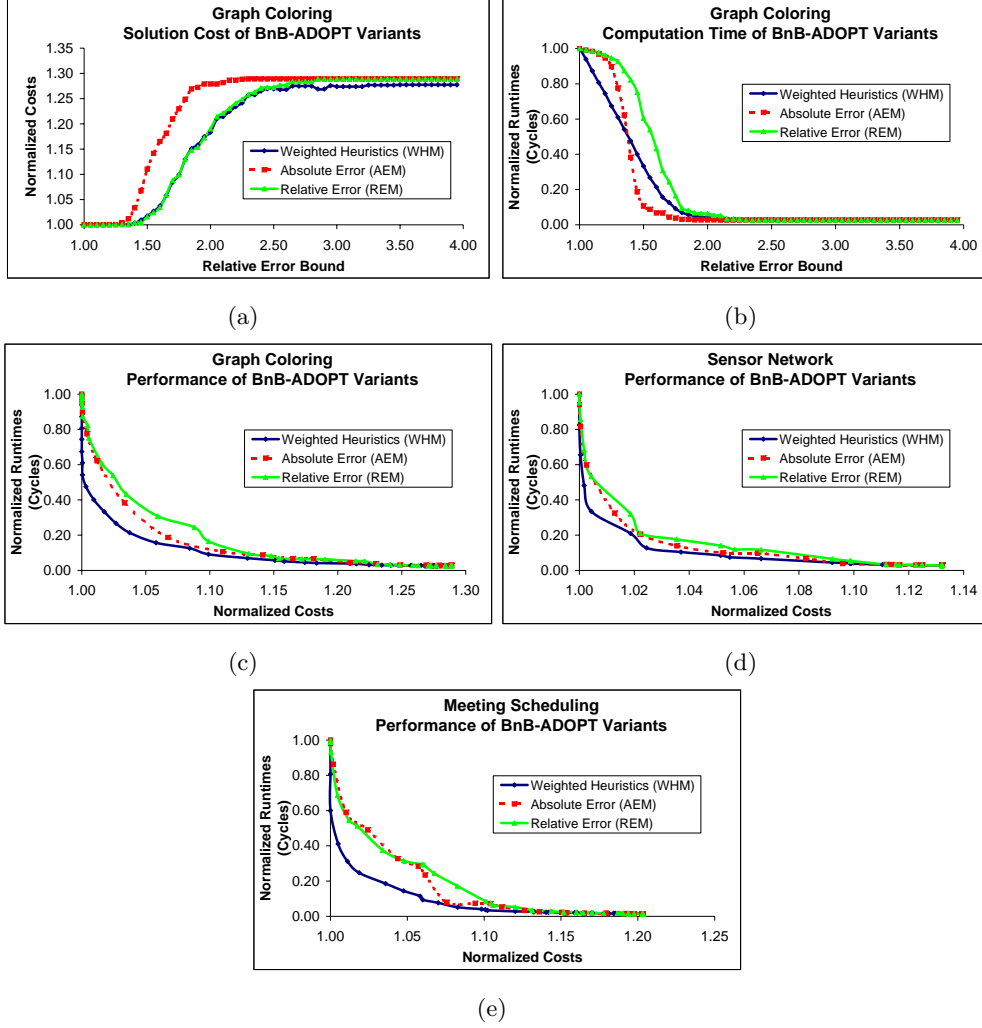 Graph Coloring
Solution Cost of BnB-ADOPT Variants
Normalized Costs
1.35
1.30
1.25
1.20
1.15
1.10
1.05
1.00
Weighted Heuristics (WHM)
Absolute Error (AEM)
Relative Error (REM)
1.00 1.50 2.00 2.50 3.00 3.50 4.00
Relative Error Bound
(a)
Graph Coloring
Computation Time of BnB-ADOPT Variants
Normalized Runtimes
(Cycles)
1.00
0.80
0.60
0.40
0.20
0.00
Weighted Heuristics (WHM)
Absolute Error (AEM)
Relative Error (REM)
1.00 1.50 2.00 2.50 3.00 3.50 4.00
Relative Error Bound
(b)
Graph Coloring
Performance of BnB-ADOPT Variants
Normalized Runtimes
(Cycles)
1.00
0.80
0.60
0.40
0.20
0.00
Weighted Heuristics (WHM)
Absolute Error (AEM)
Relative Error (REM)
1.00 1.05 1.10 1.15 1.20 1.25 1.30
Normalized Costs
(c)
Sensor Network
Performance of BnB-ADOPT Variants
Normalized Runtimes
(Cycles)
1.00
0.80
0.60
0.40
0.20
0.00
Weighted Heuristics (WHM)
Absolute Error (AEM)
Relative Error (REM)
1.00 1.02 1.04 1.06 1.08 1.10 1.12 1.14
Normalized Costs
(d)
Meeting Scheduling
Performance of BnB-ADOPT Variants
Normalized Runtimes
(Cycles)
1.00
0.80
0.60
0.40
0.20
0.00
Weighted Heuristics (WHM)
Absolute Error (AEM)
Relative Error (REM)
1.00 1.05 1.10 1.15 1.20 1.25
Normalized Costs
(e)